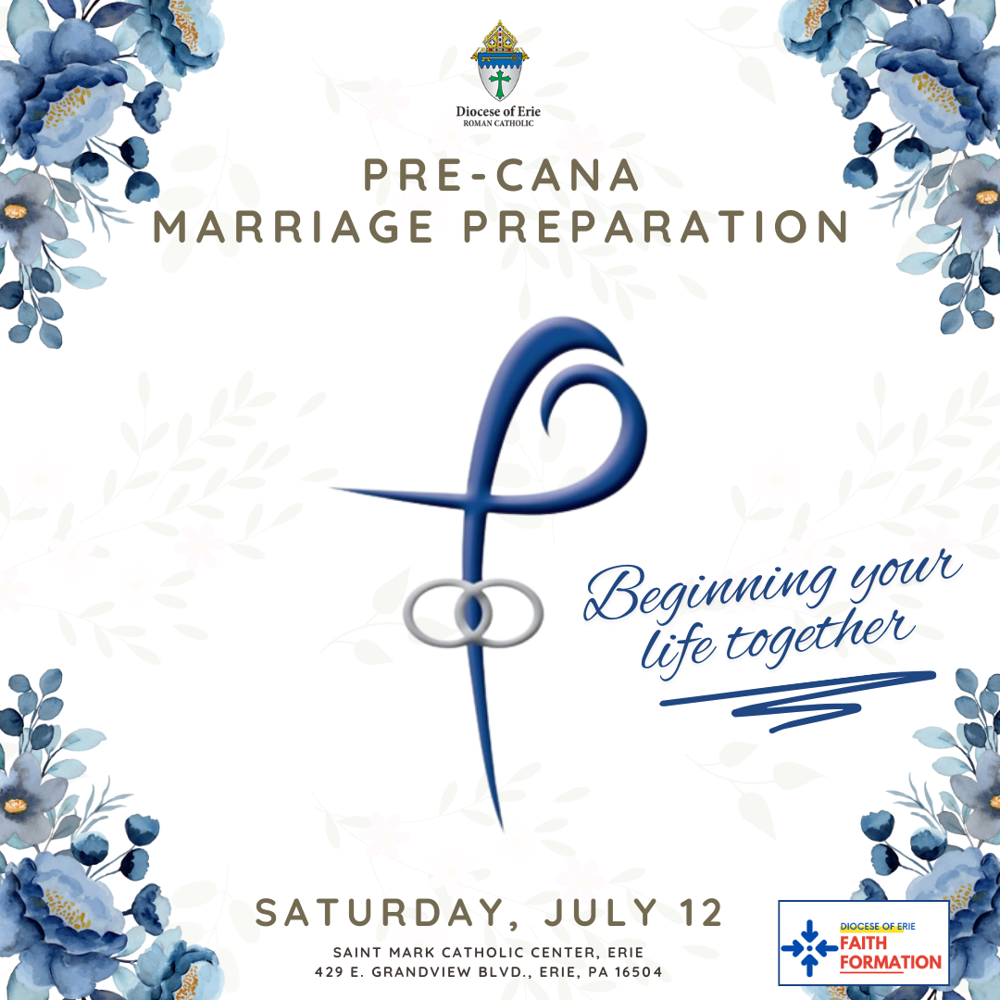 Diocese of Erie
ROMAN CATHOLIC
PRE-CANA
MARRIAGE PREPARATION
Beginning your
life together
SATURDAY, JULY 12
SAINT MARK CATHOLIC CENTER, ERIE
429 E. GRANDVIEW BLVD., ERIE, PA 16504
DIOCESE OF ERIE
FAITH
FORMATION